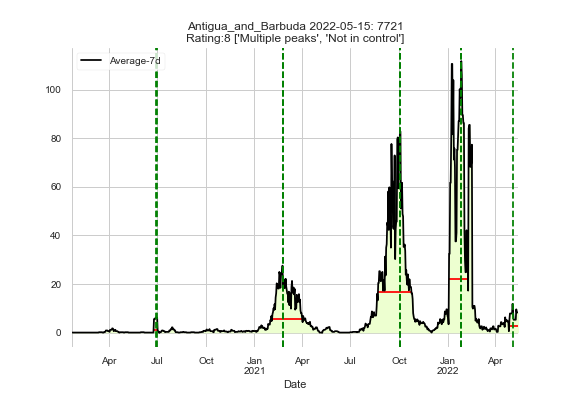 Antigua_and_Barbuda 2022-05-15: 7721
Rating:8 ['Multiple peaks', 'Not in control']
Average-7d
100
80
60
40
20
0
Apr Jul Oct Jan Apr Jul Oct Jan Apr
2021 2022
Date